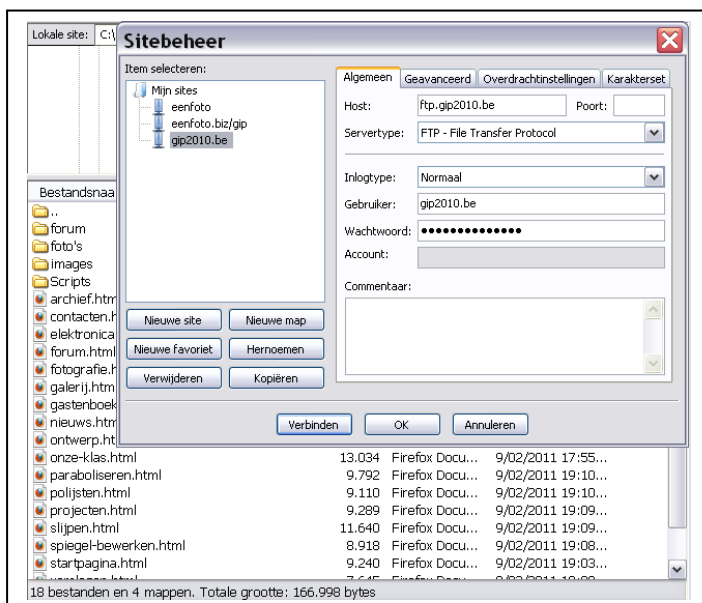 Lokale site: C:\
Sitebeheer
Item selecteren:
Mijn sites
eenfoto
eenfoto.biz/gip
gip2010.be
Nieuwe site Nieuwe map
Nieuwe favoriet Hernoemen
Verwijderen Kopiëren
Algemeen Geavanceerd Overdrachtinstellingen Karakterset
Host: ftp.gip2010.be Poort:
Servertype: FTP - File Transfer Protocol
Inlogtype: Normaal
Gebruiker: gip2010.be
Wachtwoord: ●●●●●●●●●●●●●●
Account:
Commentaar:
Verbinden OK Annuleren
Bestandsnaa
..
forum
foto's
images
Scripts
archief.htm
contacten.h
elektronica
forum.html
fotografie.h
galerij.htm
gastenboek
nieuws.htm
ontwerp.ht
onze-klas.html 13.034 Firefox Docu... 9/02/2011 17:55...
paraboliseren.html 9.792 Firefox Docu... 9/02/2011 19:10...
polijsten.html 9.110 Firefox Docu... 9/02/2011 19:10...
projecten.html 9.289 Firefox Docu... 9/02/2011 19:09...
slijpen.html 11.640 Firefox Docu... 9/02/2011 19:09...
spiegel-bewerken.html 8.918 Firefox Docu... 9/02/2011 19:08...
startpagina.html 9.240 Firefox Docu... 9/02/2011 19:03...
18 bestanden en 4 mappen. Totale grootte: 166.998 bytes